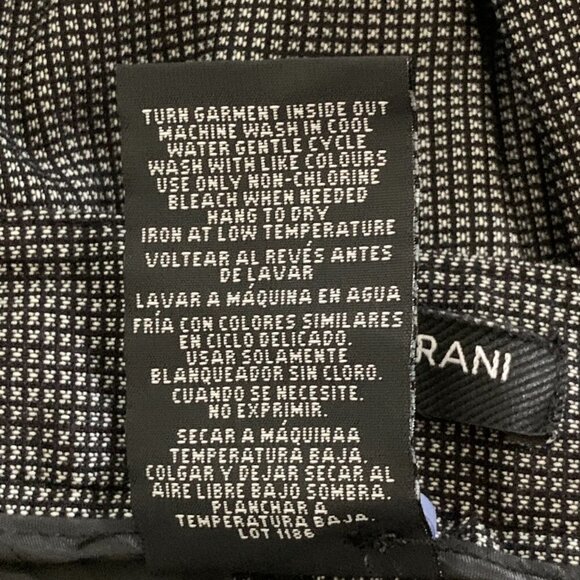 TURN GARMENT INSIDE OUT
MACHINE WASH IN COOL
WATER GENTLE CYCLE
WASH WITH LIKE COLOURS
USE ONLY NON-CHLORINE
BLEACH WHEN NEEDED
HANG TO DRY
IRON AT LOW TEMPERATURE
VOLTEAR AL REVÉS ANTES
DE LAVAR
LAVAR A MÁQUINA EN AGUA
FRÍA CON COLORES SIMILARES
EN CICLO DELICADO.
USAR SOLAMENTE
BLANQUEADOR SIN CLORO.
CUANDO SE NECESITE.
NO EXPRIMIR.
SECAR A MÁQUINAA
TEMPERATURA BAJA.
COLGAR Y DEJAR SECAR AL
AIRE LIBRE BAJO SOMBRA.
PLANCHAR A
TEMPERATURA BAJA.
LOT 1186
RANI